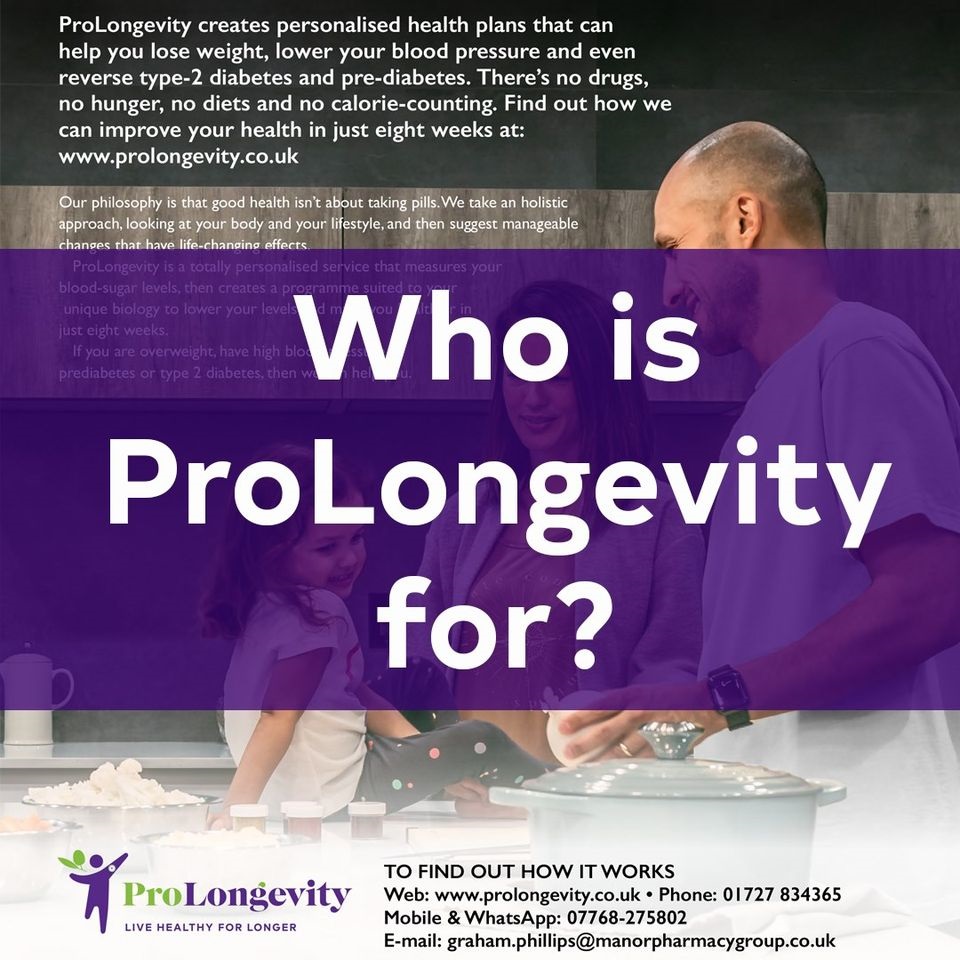 ProLongevity creates personalised health plans that can
help you lose weight, lower your blood pressure and even
reverse type-2 diabetes and pre-diabetes. There's no drugs,
no hunger, no diets and no calorie-counting. Find out how we
can improve your health in just eight weeks at:
www.prolongevity.co.uk
Our philosophy is that good health isn't about taking pills. We take an holistic
approach, looking at your body and your lifestyle, and then suggest manageable
changes that have life-changing effects.
ProLongevity is a totally personalised service that measures your
blood-sugar levels, then creates a programme suited to your
unique biology to lower your levels in
just eight weeks.
If you are overweight, have high
prediabetes or type 2 diabetes, then
Who is
ProLongevity
for?
ProLongevity
LIVE HEALTHY FOR LONGER
TO FIND OUT HOW IT WORKS
Web: www.prolongevity.co.uk • Phone: 01727 834365
Mobile & WhatsApp: 07768-275802
E-mail: graham.phillips@manorpharmacygroup.co.uk